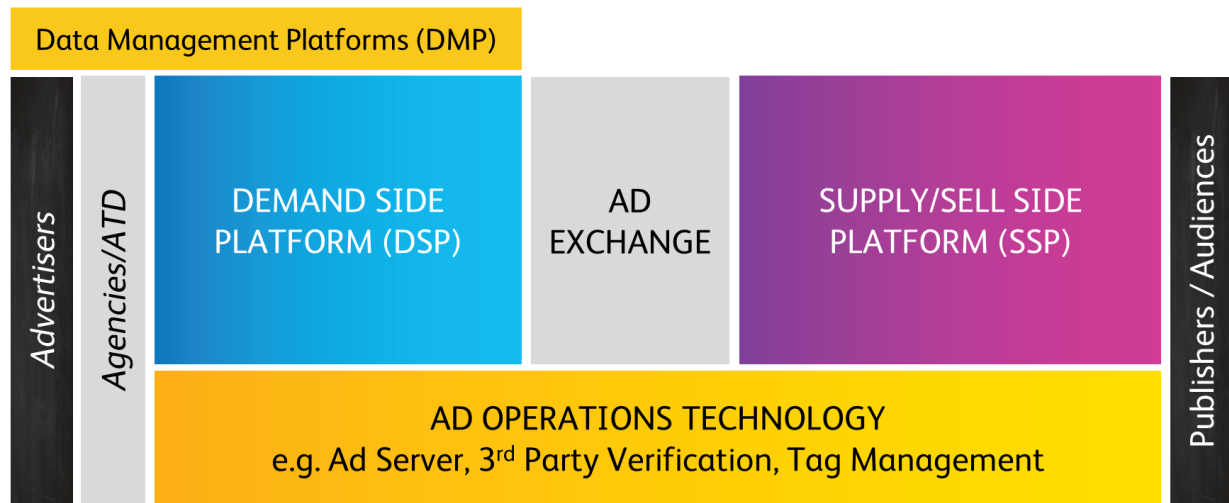 Data Management Platforms (DMP)
Advertisers
Agencies/ATD
DEMAND SIDE
PLATFORM (DSP)
AD
EXCHANGE
SUPPLY/SELL SIDE
PLATFORM (SSP)
Publishers / Audiences
AD OPERATIONS TECHNOLOGY
e.g. Ad Server, 3rd Party Verification, Tag Management